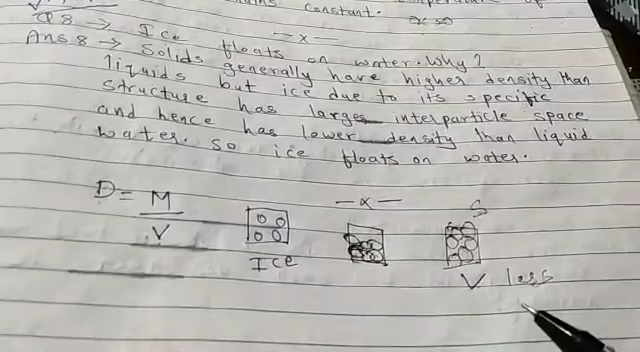 constant.
Q8 → Ice floats on water. Why?
— x —
Ans 8 → Solids generally have higher density than
liquids but ice due to its specific
structure has large interparticle space
and hence has lower density than liquid
water. So ice floats on water.
— x —
D = M
V
Ice
S
V less